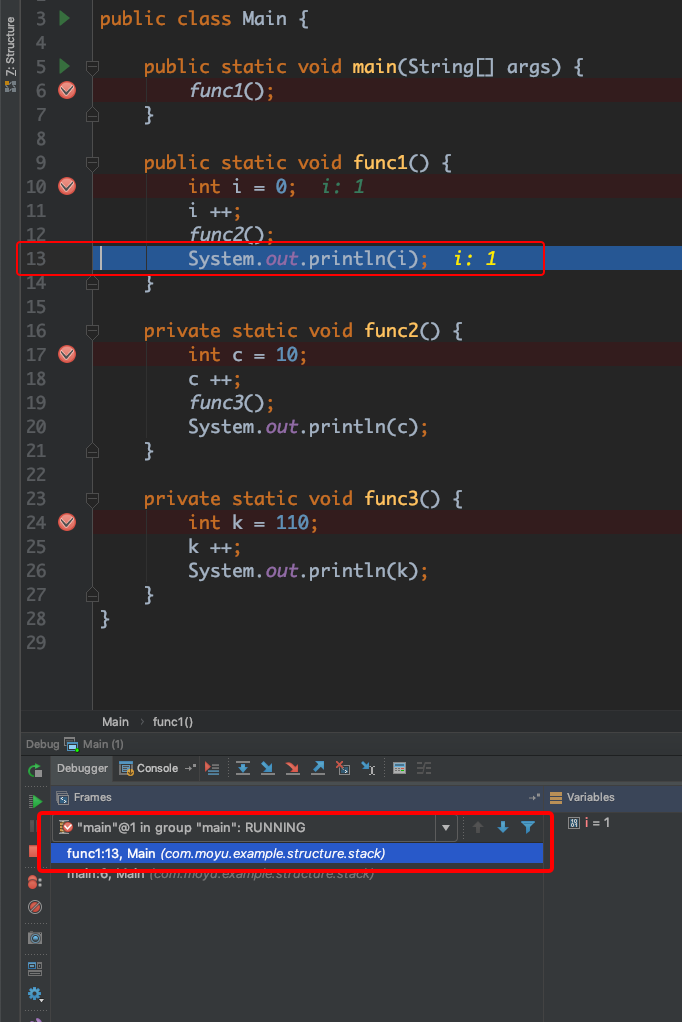 Z: Structure
3 public class Main {
4
5 public static void main(String[] args) {
6 func1();
7 }
8
9 public static void func1() {
10 int i = 0; i: 1
11 i ++;
12 func2();
13 System.out.println(i); i: 1
14 }
15
16 private static void func2() {
17 int c = 10;
18 c ++;
19 func3();
20 System.out.println(c);
21 }
22
23 private static void func3() {
24 int k = 110;
25 k ++;
26 System.out.println(k);
27 }
28 }
29
Main › func1()
Debug Main (1)
Debugger Console
Frames Variables
"main"@1 in group "main": RUNNING i = 1
func1:13, Main (com.moyu.example.structure.stack)
main:6, Main (com.moyu.example.structure.stack)